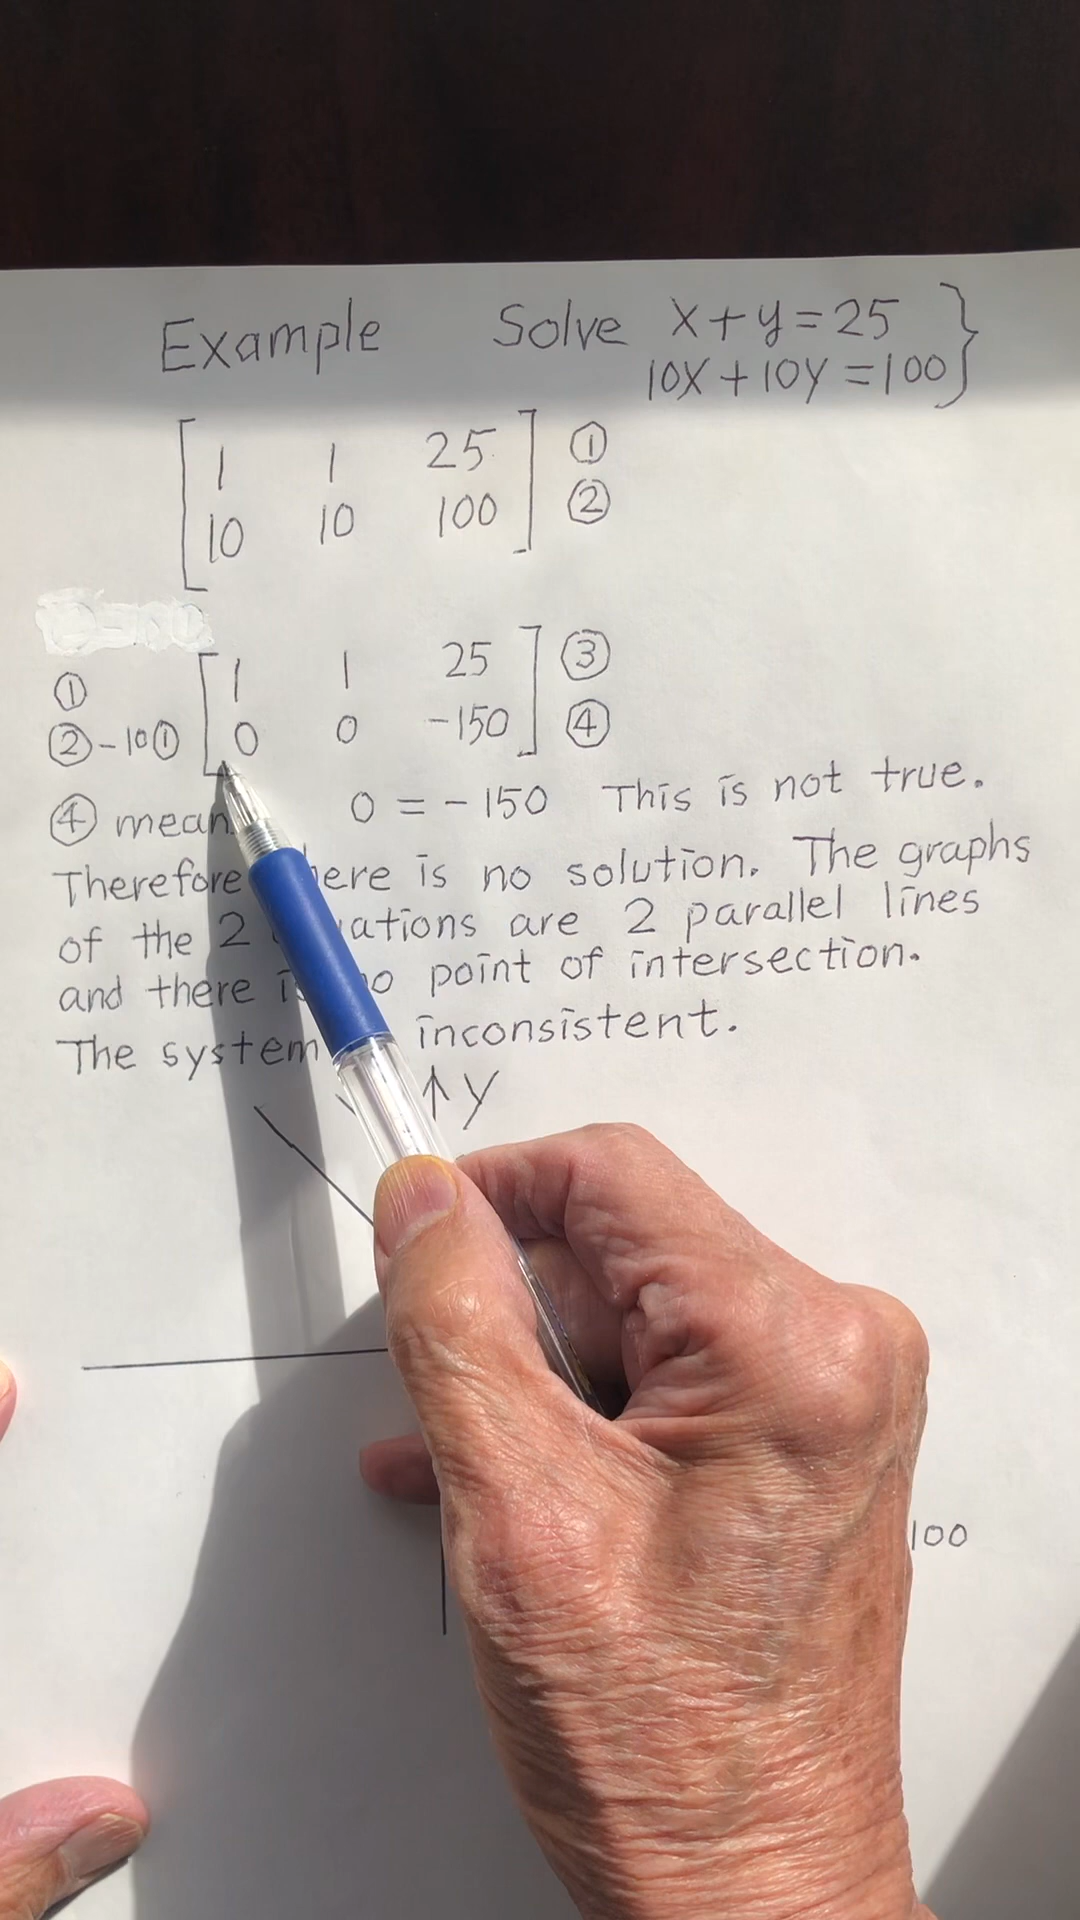 Example Solve x+y=25 }
10x+10y=100
[ 1 1 25 ] ①
10 10 100 ②
① [ 1 1 25 ] ③
②-10① 0 0 -150 ④
④ mean 0 = -150 This is not true.
Therefore here is no solution. The graphs
of the 2 ations are 2 parallel lines
and there i no point of intersection.
The system inconsistent.
↑ y
100